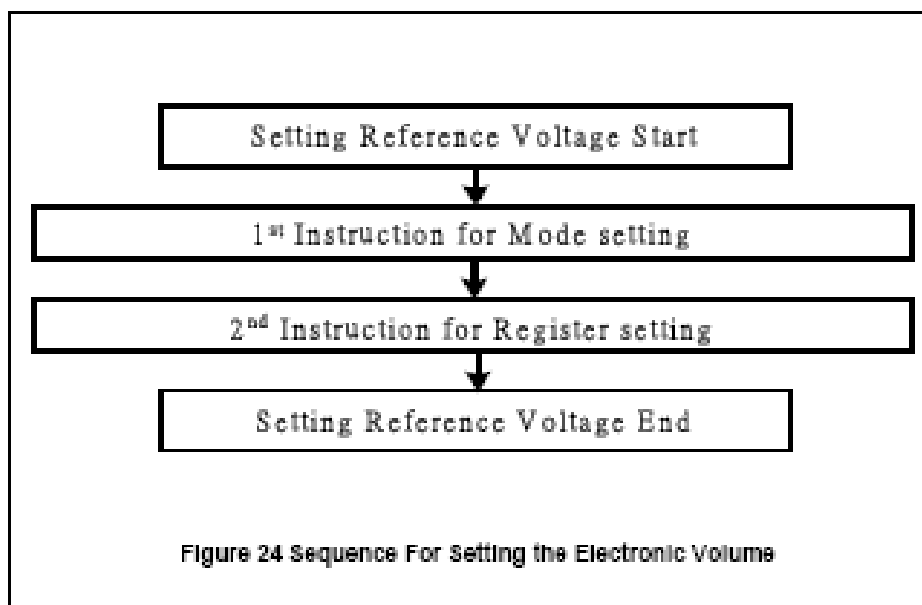 Setting Reference Voltage Start
1st Instruction for Mode setting
2nd Instruction for Register setting
Setting Reference Voltage End
Figure 24 Sequence For Setting the Electronic Volume